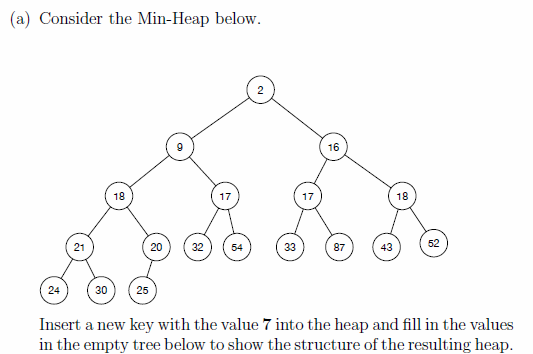 (a) Consider the Min-Heap below.
2
9 16
18 17 17 18
21 20 32 54 33 87 43 52
24 30 25
Insert a new key with the value 7 into the heap and fill in the values
in the empty tree below to show the structure of the resulting heap.